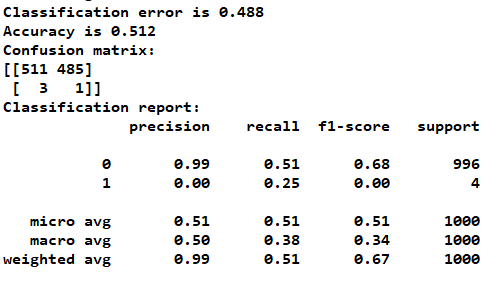 Classification error is 0.488
Accuracy is 0.512
Confusion matrix:
[[511 485]
 [  3   1]]
Classification report:
              precision    recall  f1-score   support
           0       0.99      0.51      0.68       996
           1       0.00      0.25      0.00         4
   micro avg       0.51      0.51      0.51      1000
   macro avg       0.50      0.38      0.34      1000
weighted avg       0.99      0.51      0.67      1000